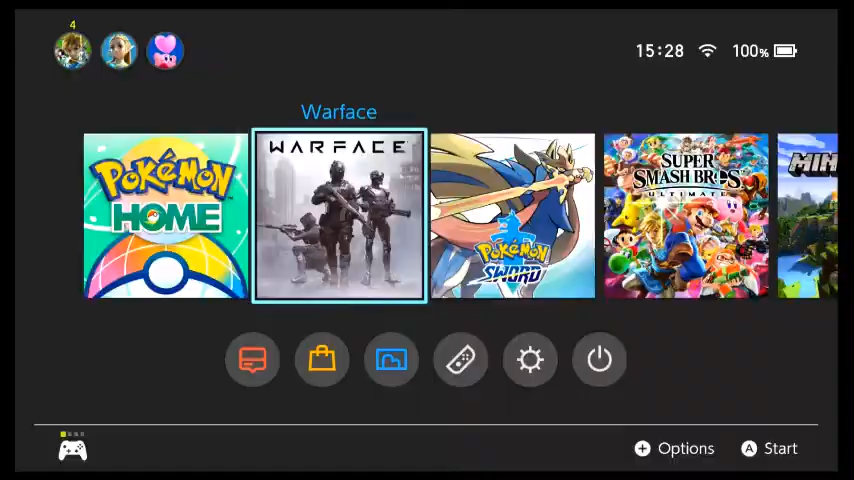 4
15:28
100%
Warface
Pokémon
HOME
WARFACE
Pokémon
SWORD
SUPER
SMASH BROS.
ULTIMATE
MIN
Options
A Start